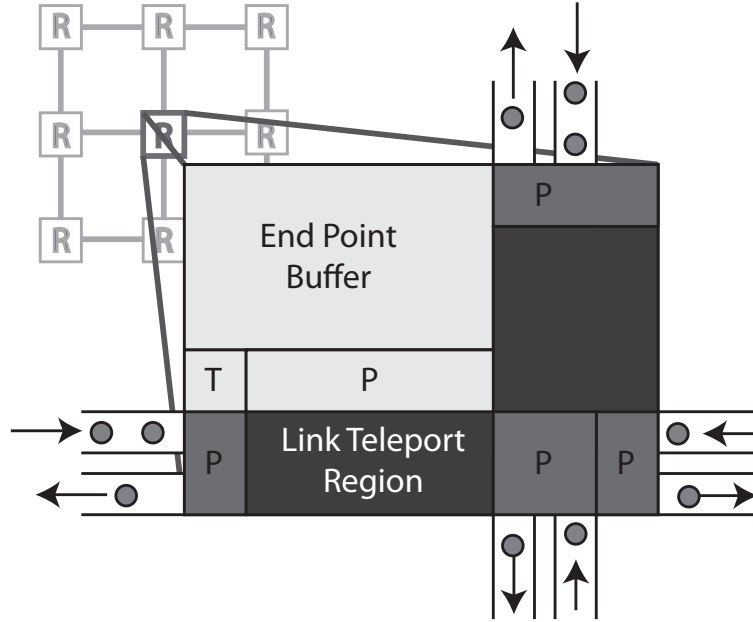 R R R
R R R
R R R
P
End Point
Buffer
T P
P
Link Teleport
Region
P P